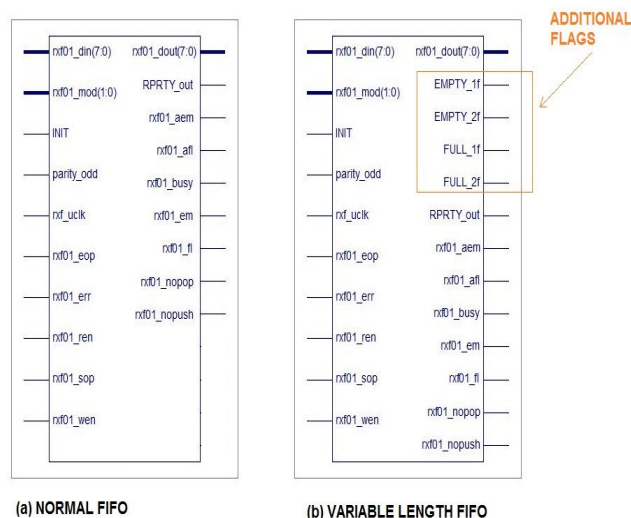 ADDITIONAL
FLAGS
rxf01_din(7:0) rxf01_dout(7:0)
rxf01_mod(1:0) RPRTY_out
INIT rxf01_aem
rxf01_afl
parity_odd rxf01_busy
rxf_uclk rxf01_em
rxf01_eop rxf01_fl
rxf01_err rxf01_nopop
rxf01_nopush
rxf01_ren
rxf01_sop
rxf01_wen
(a) NORMAL FIFO
rxf01_din(7:0) rxf01_dout(7:0)
rxf01_mod(1:0) EMPTY_1f
INIT EMPTY_2f
FULL_1f
parity_odd FULL_2f
rxf_uclk RPRTY_out
rxf01_eop rxf01_aem
rxf01_err rxf01_afl
rxf01_busy
rxf01_ren rxf01_em
rxf01_sop rxf01_fl
rxf01_wen rxf01_nopop
rxf01_nopush
(b) VARIABLE LENGTH FIFO